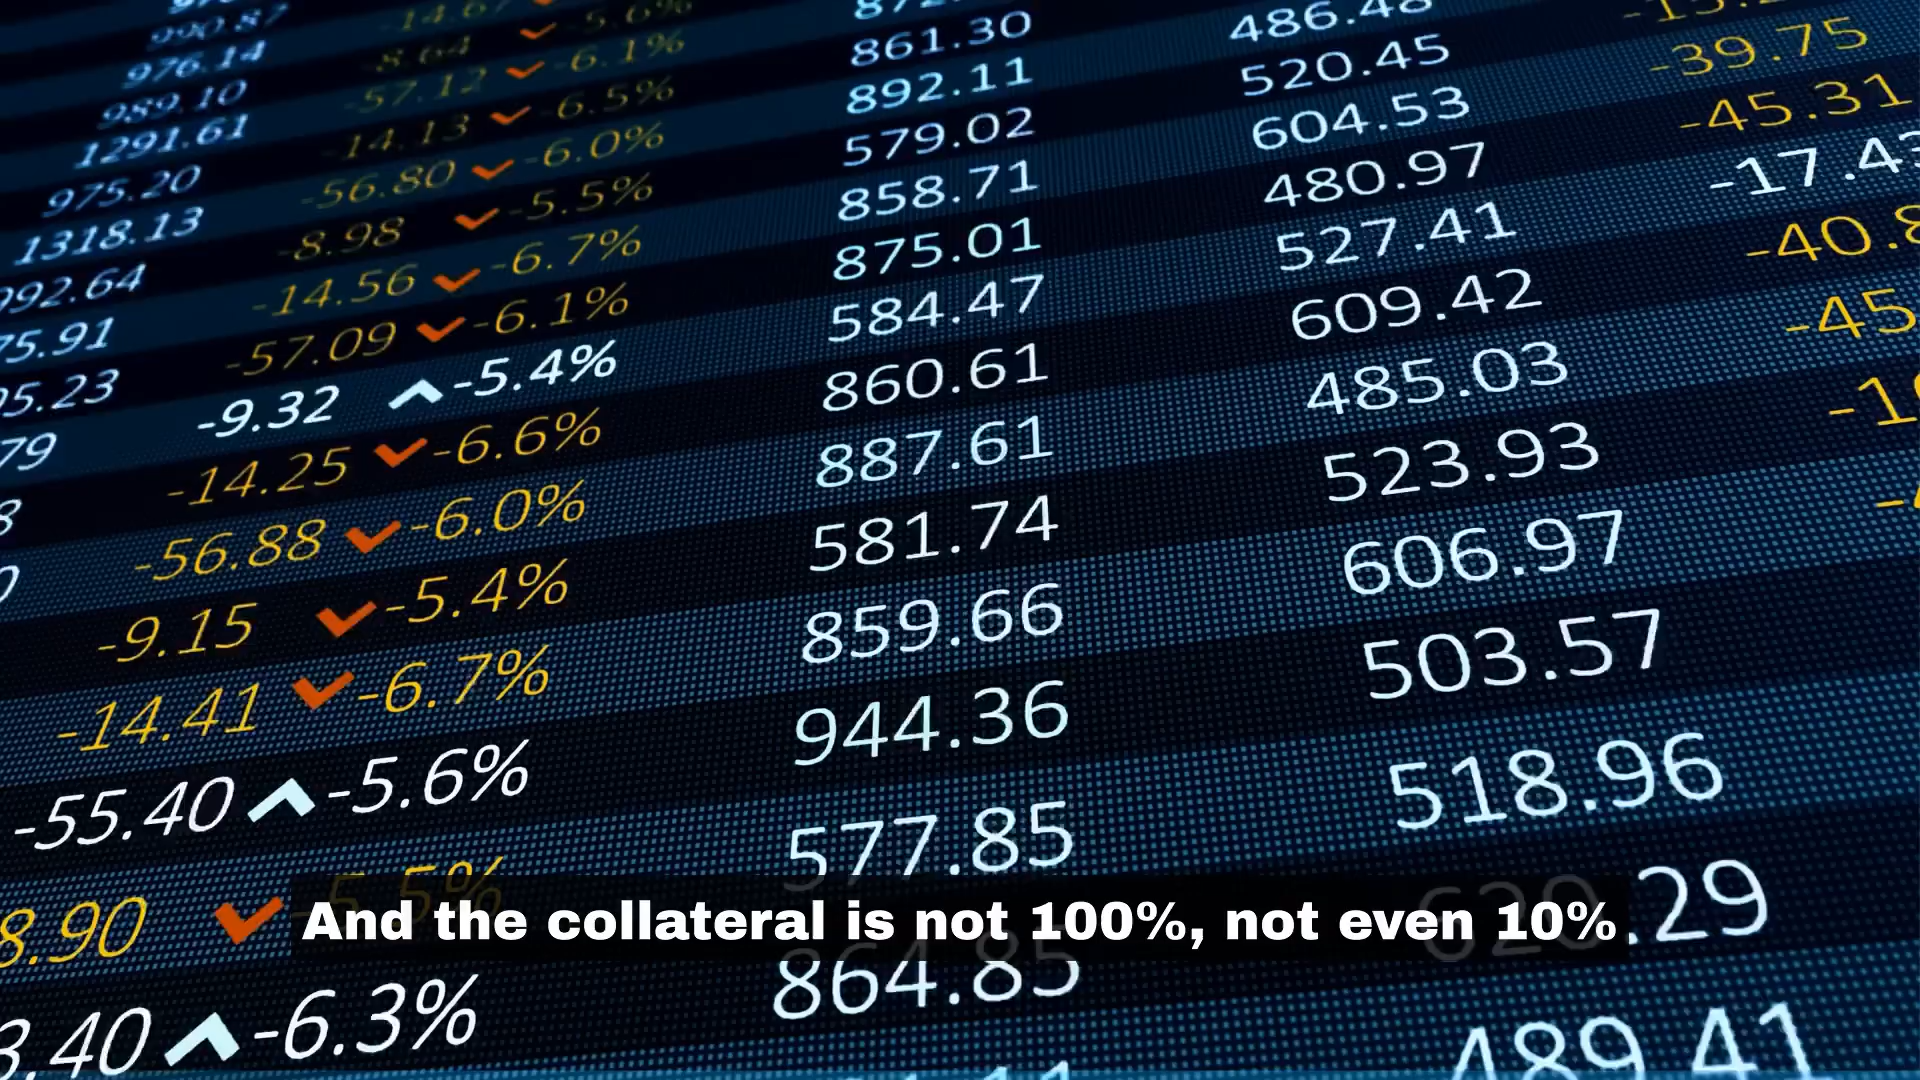 990.87 -14.67 -5.6% 861.30 486.48
976.14 -8.64 -6.1% 892.11 520.45 -39.75
989.10 -57.12 -6.5% 579.02 604.53 -45.31
1291.61 -14.13 -6.0% 858.71 480.97
975.20 -56.80 -5.5% 875.01 527.41
1318.13 -8.98 -6.7% 584.47 609.42
-14.56 -6.1% 860.61 485.03
-57.09 -5.4% 887.61 523.93
-9.32 -6.6% 581.74 606.97
-14.25 -6.0% 859.66 503.57
-56.88 -5.4% 944.36 518.96
-9.15 -6.7% 577.85
-14.41 -5.6% 864.85
-55.40
-6.3%
And the collateral is not 100%, not even 10%